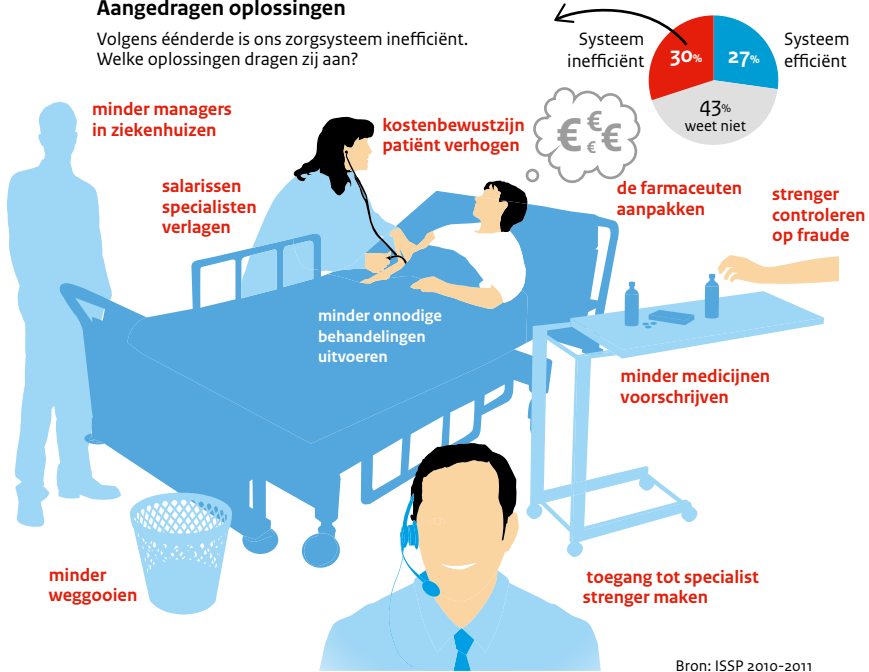 Aangedragen oplossingen
Volgens éénderde is ons zorgsysteem inefficiënt.
Welke oplossingen dragen zij aan?
Systeem
inefficiënt
30%
27%
Systeem
efficiënt
43%
weet niet
minder managers
in ziekenhuizen
kostenbewustzijn
patiënt verhogen
€ € € €
salarissen
specialisten
verlagen
de farmaceuten
aanpakken
strenger
controleren
op fraude
minder onnodige
behandelingen
uitvoeren
minder medicijnen
voorschrijven
minder
weggooien
toegang tot specialist
strenger maken
Bron: ISSP 2010-2011